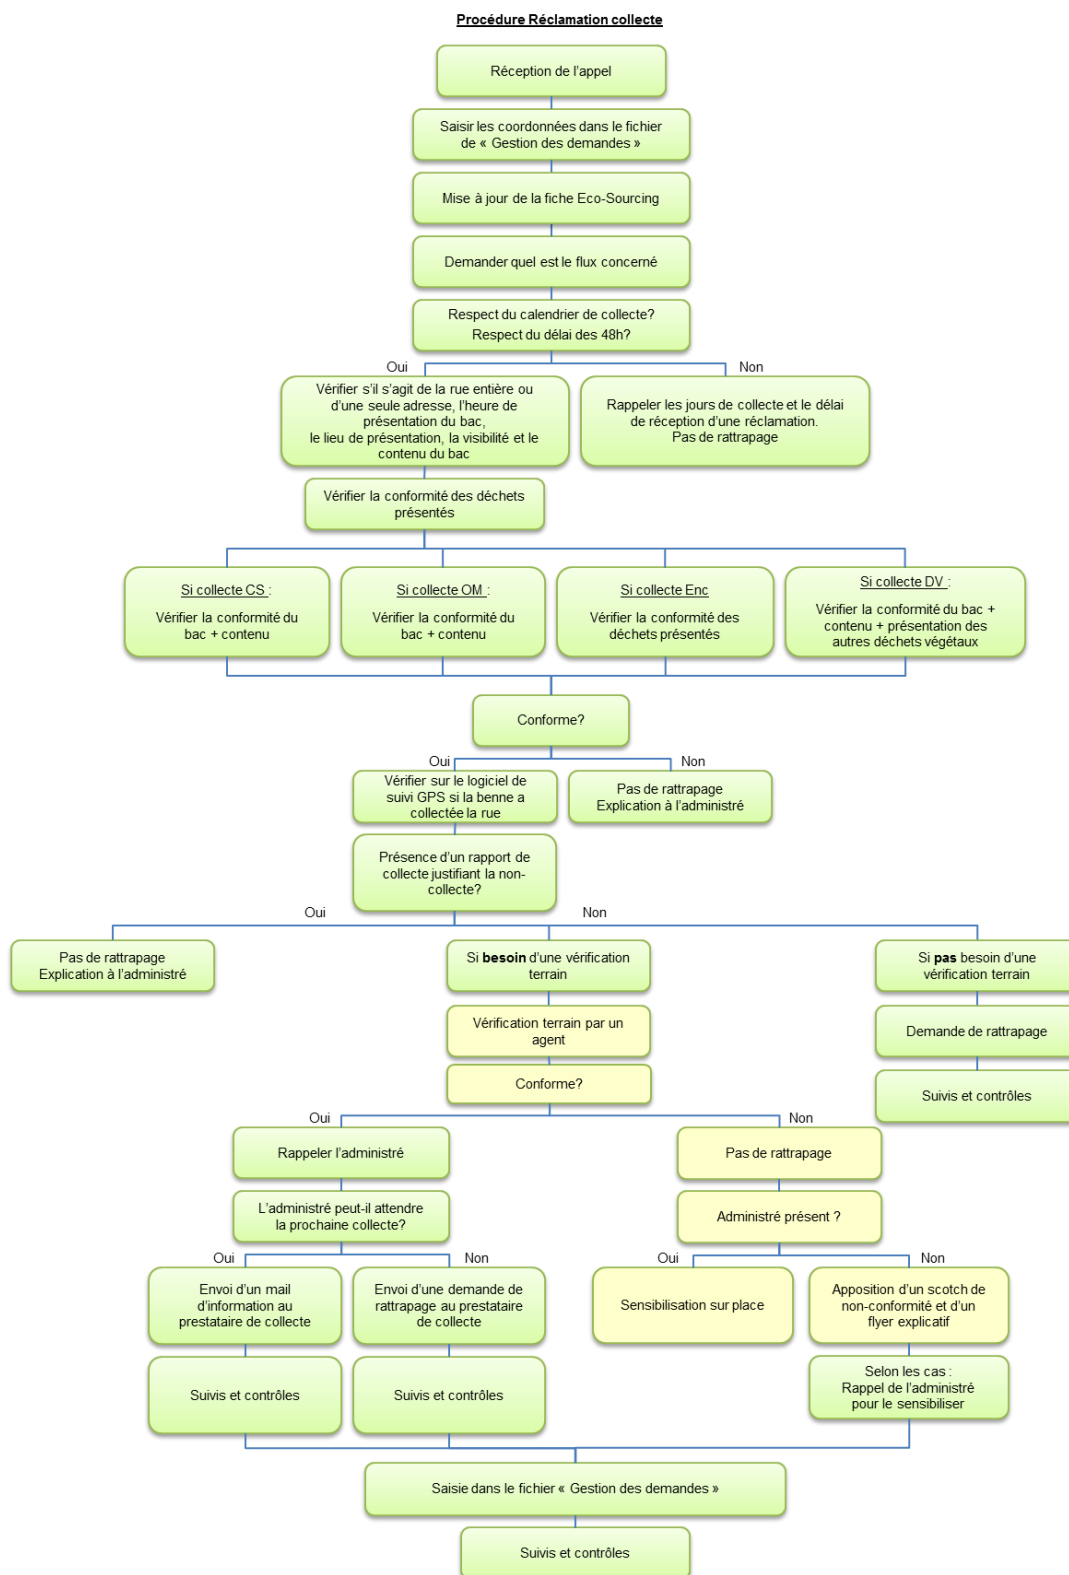 Procédure Réclamation collecte
Réception de l'appel
Saisir les coordonnées dans le fichier
de « Gestion des demandes »
Mise à jour de la fiche Eco-Sourcing
Demander quel est le flux concerné
Respect du calendrier de collecte?
Respect du délai des 48h?
Oui
Non
Vérifier s'il s'agit de la rue entière ou
d'une seule adresse, l'heure de
présentation du bac,
le lieu de présentation, la visibilité et le
contenu du bac
Rappeler les jours de collecte et le délai
de réception d'une réclamation.
Pas de rattrapage
Vérifier la conformité des déchets
présentés
Si collecte CS :
Vérifier la conformité du
bac + contenu
Si collecte OM :
Vérifier la conformité du
bac + contenu
Si collecte Enc
Vérifier la conformité des
déchets présentés
Si collecte DV :
Vérifier la conformité du bac +
contenu + présentation des
autres déchets végétaux
Conforme?
Oui
Non
Vérifier sur le logiciel de
suivi GPS si la benne a
collectée la rue
Pas de rattrapage
Explication à l'administré
Présence d'un rapport de
collecte justifiant la non-
collecte?
Oui
Non
Pas de rattrapage
Explication à l'administré
Si besoin d'une vérification
terrain
Si pas besoin d'une
vérification terrain
Vérification terrain par un
agent
Demande de rattrapage
Conforme?
Suivis et contrôles
Oui
Non
Rappeler l'administré
Pas de rattrapage
L'administré peut-il attendre
la prochaine collecte?
Administré présent ?
Oui
Non
Oui
Non
Envoi d'un mail
d'information au
prestataire de collecte
Envoi d'une demande de
rattrapage au prestataire
de collecte
Sensibilisation sur place
Apposition d'un scotch de
non-conformité et d'un
flyer explicatif
Suivis et contrôles
Suivis et contrôles
Selon les cas :
Rappel de l'administré
pour le sensibiliser
Saisie dans le fichier « Gestion des demandes »
Suivis et contrôles